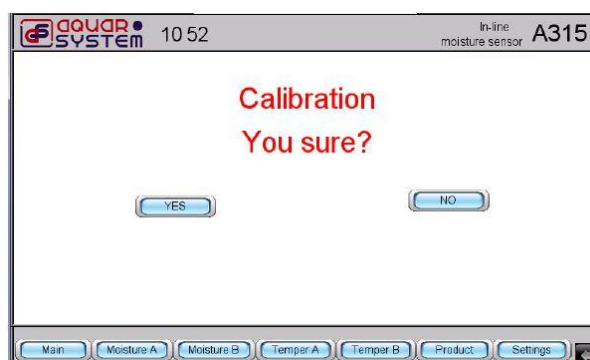 aquar
system
10 52
In-line
moisture sensor
A315
Calibration
You sure?
YES
NO
Main
Moisture A
Moisture B
Temper A
Temper B
Product
Settings